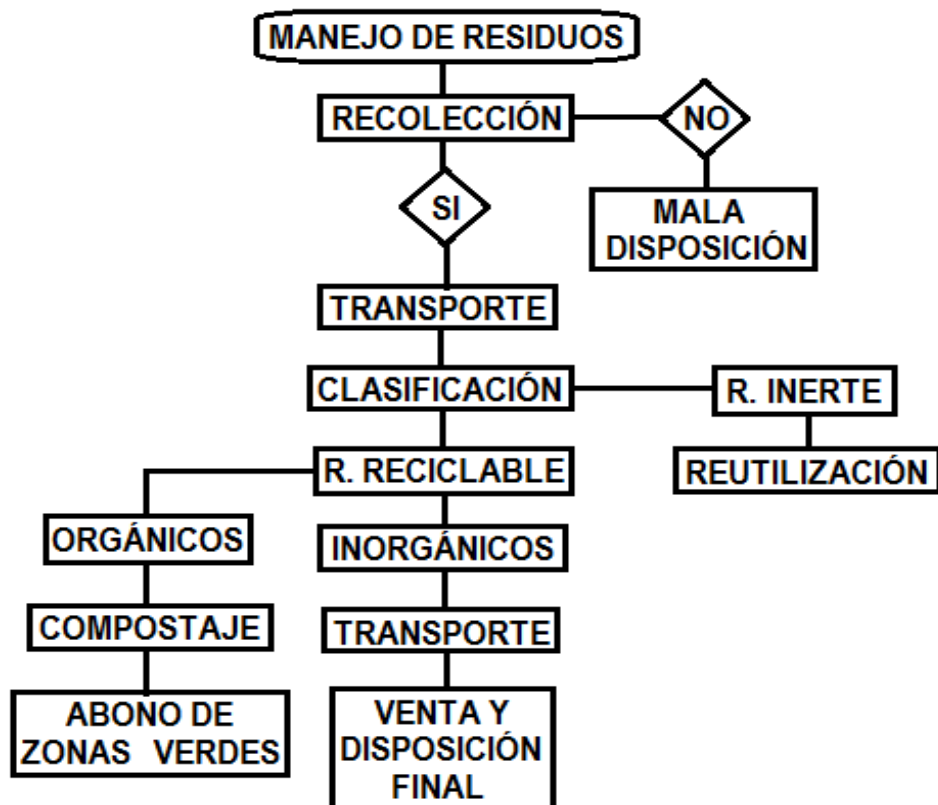 MANEJO DE RESIDUOS
RECOLECCIÓN
NO
SI
MALA
DISPOSICIÓN
TRANSPORTE
CLASIFICACIÓN
R. INERTE
R. RECICLABLE
REUTILIZACIÓN
ORGÁNICOS
INORGÁNICOS
COMPOSTAJE
TRANSPORTE
ABONO DE
ZONAS VERDES
VENTA Y
DISPOSICIÓN
FINAL